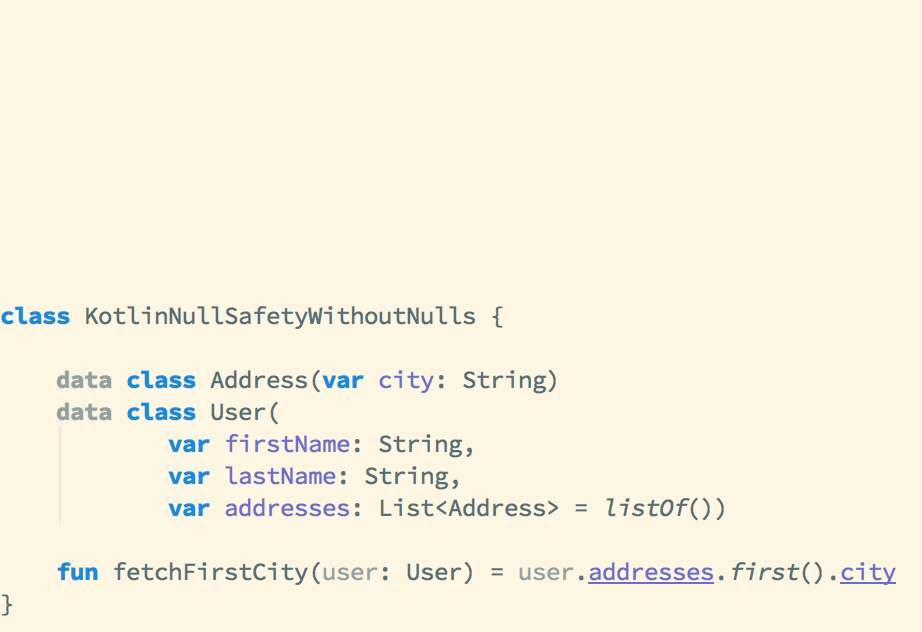 class KotlinNullSafetyWithoutNulls {
data class Address(var city: String)
data class User(
var firstName: String,
var lastName: String,
var addresses: List<Address> = listOf())
fun fetchFirstCity(user: User) = user.addresses.first().city
}